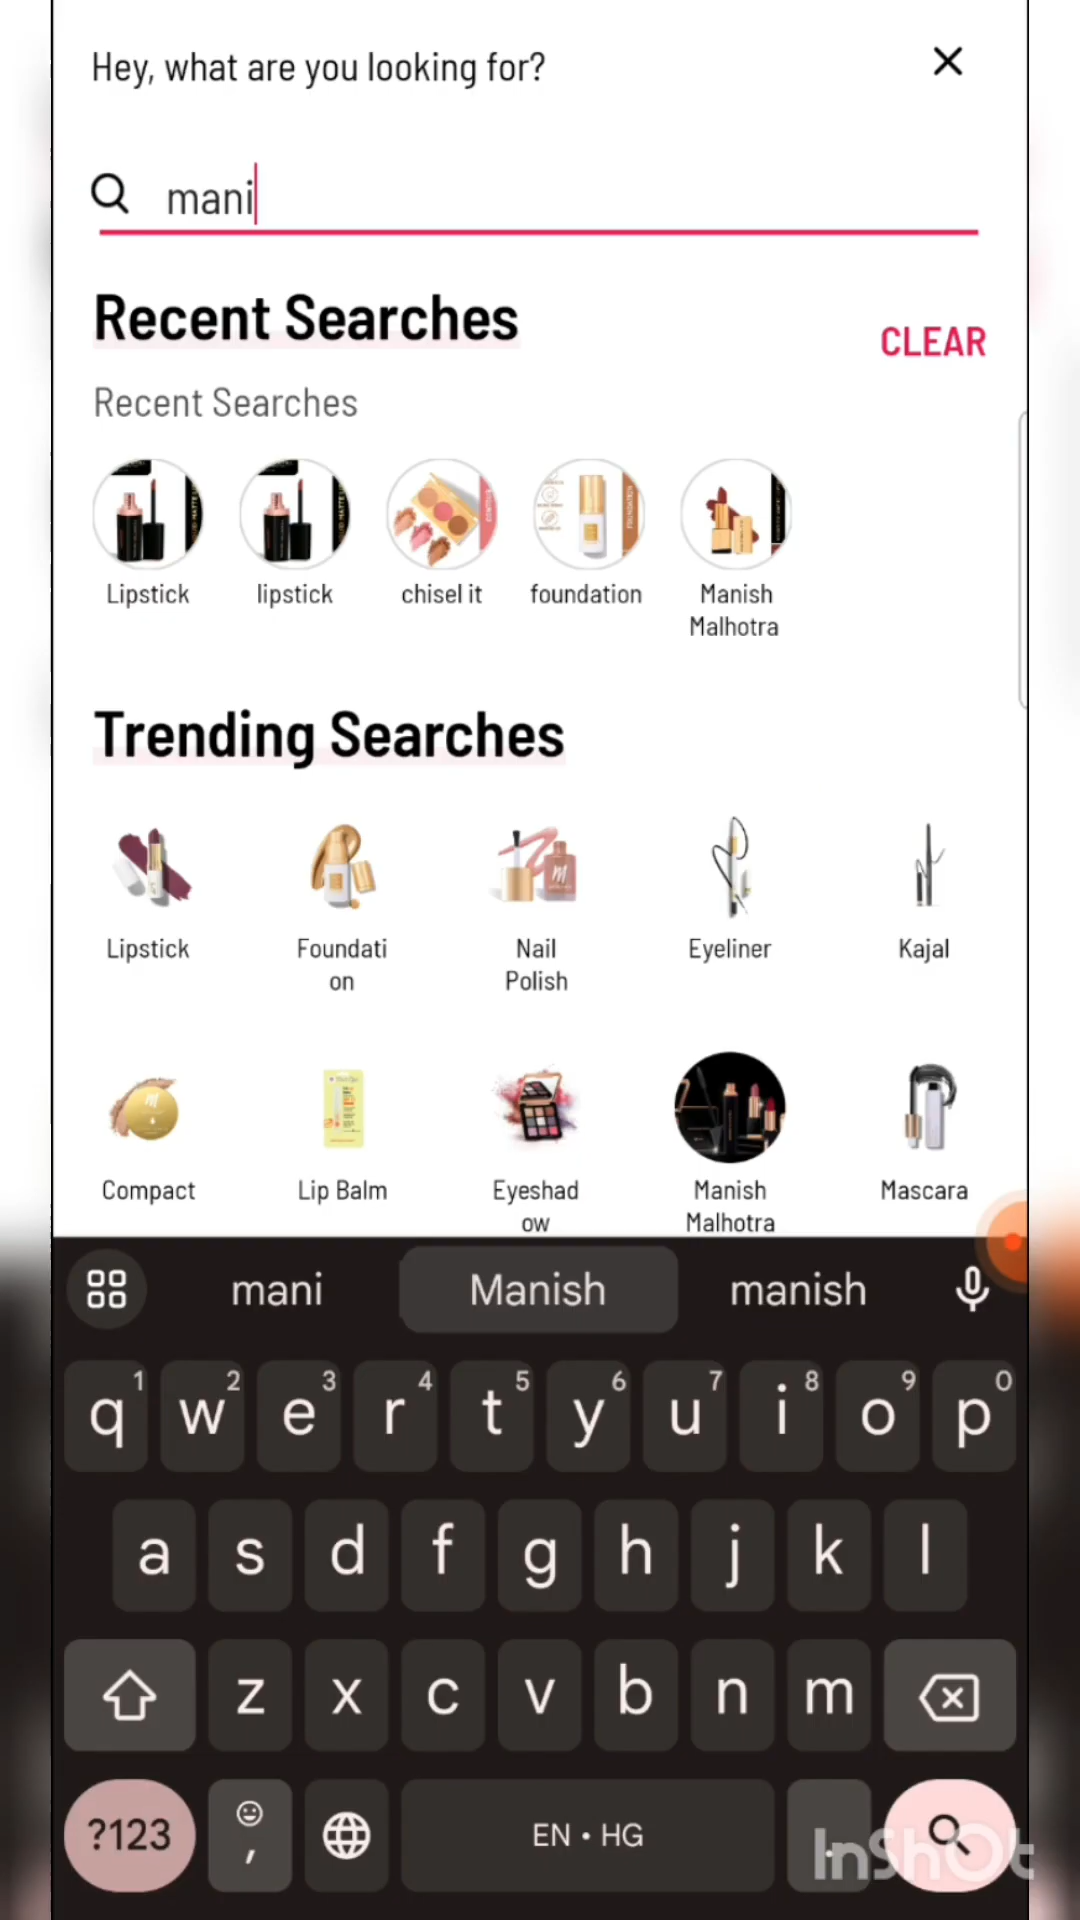 Hey, what are you looking for?
mani
Recent Searches
CLEAR
Recent Searches
Lipstick
lipstick
chisel it
foundation
Manish
Malhotra
Trending Searches
Lipstick
Foundati
on
Nail
Polish
Eyeliner
Kajal
Compact
Lip Balm
Eyeshad
ow
Manish
Malhotra
Mascara
mani Manish manish
1 2 3 4 5 6 7 8 9 0
q w e r t y u i o p
a s d f g h j k l
z x c v b n m
?123 , EN • HG .
InShOt